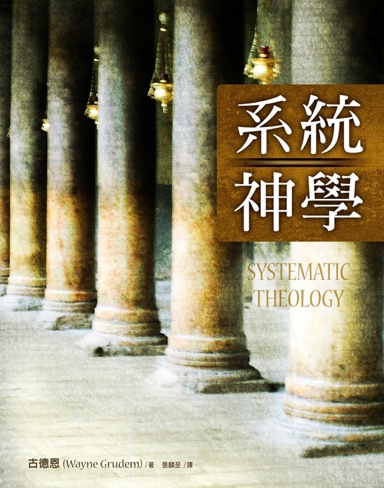 系統
神學
SYSTEMATIC
THEOLOGY
古德恩 (Wayne Grudem) / 著 張麟至 / 譯